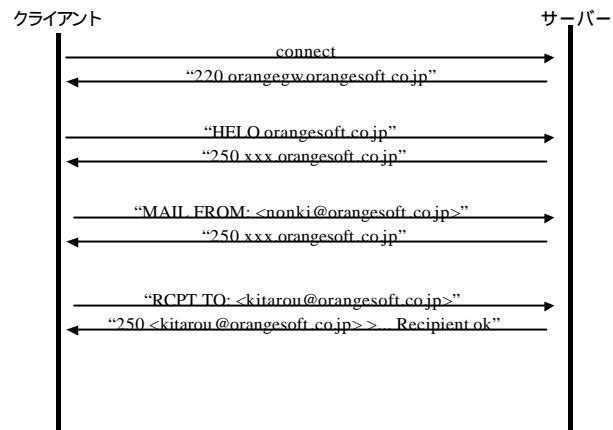 クライアント
サーバー
connect
“220 orangegw.orangesoft.co.jp”
“HELO orangesoft.co.jp”
“250 xxx.orangesoft.co.jp”
“MAIL FROM: <nonki@orangesoft.co.jp>”
“250 xxx.orangesoft.co.jp”
“RCPT TO: <kitarou@orangesoft.co.jp>”
“250 <kitarou@orangesoft.co.jp> >... Recipient ok”